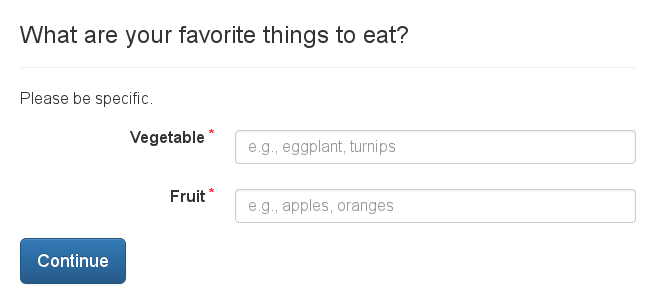 What are your favorite things to eat?
Please be specific.
Vegetable *
e.g., eggplant, turnips
Fruit *
e.g., apples, oranges
Continue